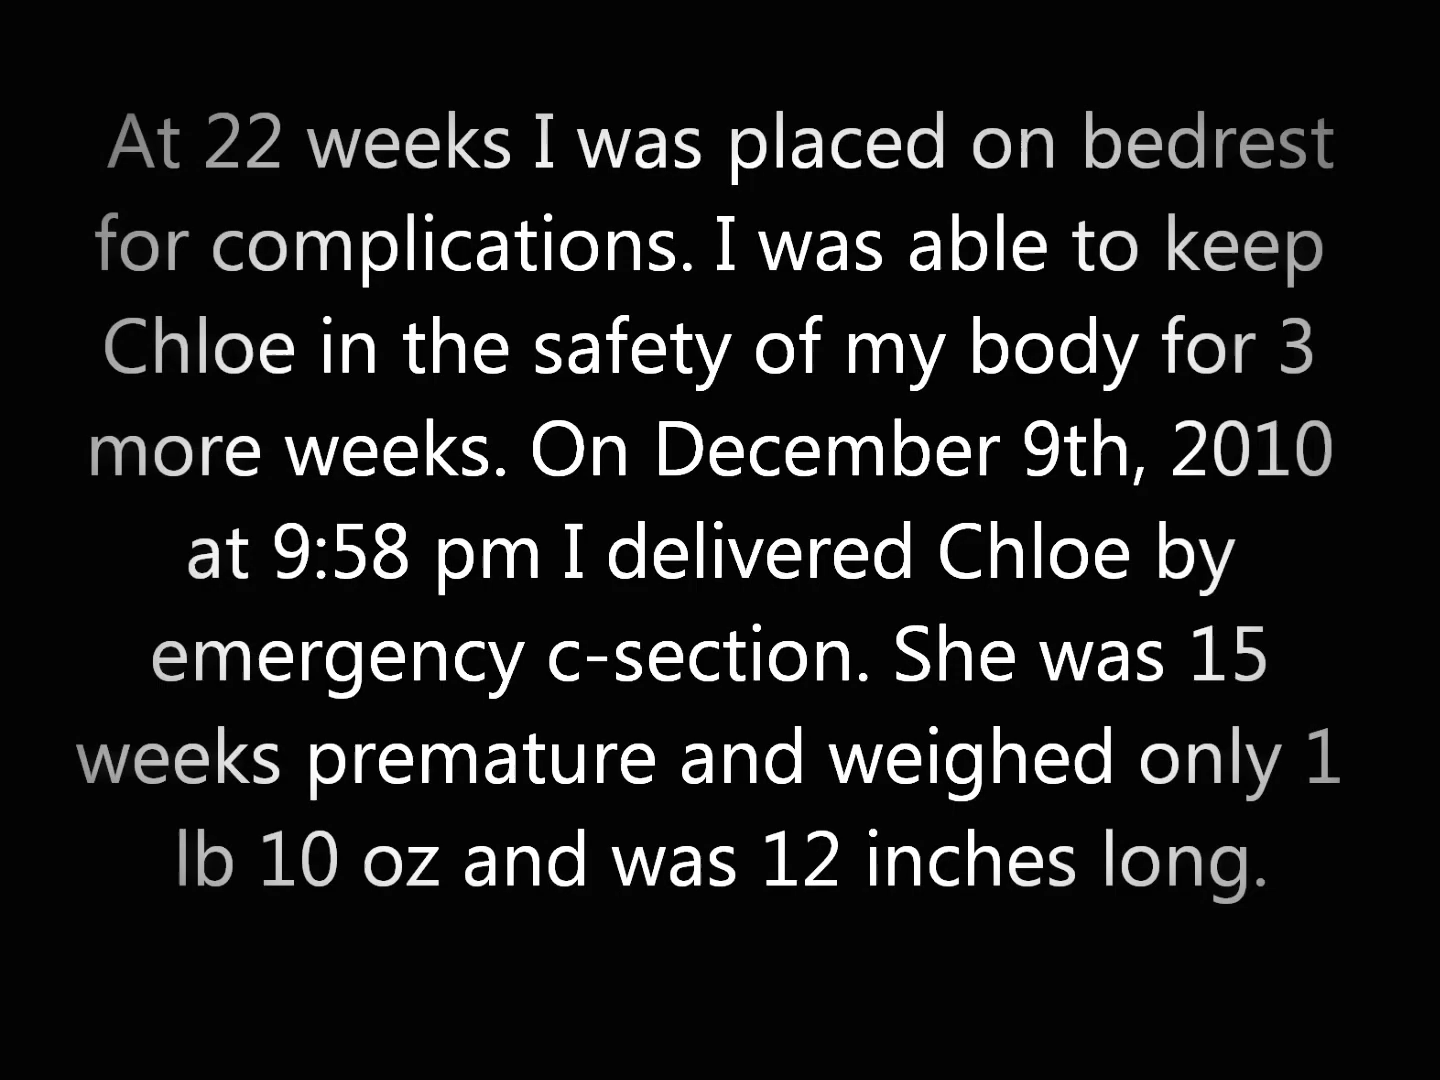 At 22 weeks I was placed on bedrest
for complications. I was able to keep
Chloe in the safety of my body for 3
more weeks. On December 9th, 2010
at 9:58 pm I delivered Chloe by
emergency c-section. She was 15
weeks premature and weighed only 1
lb 10 oz and was 12 inches long.